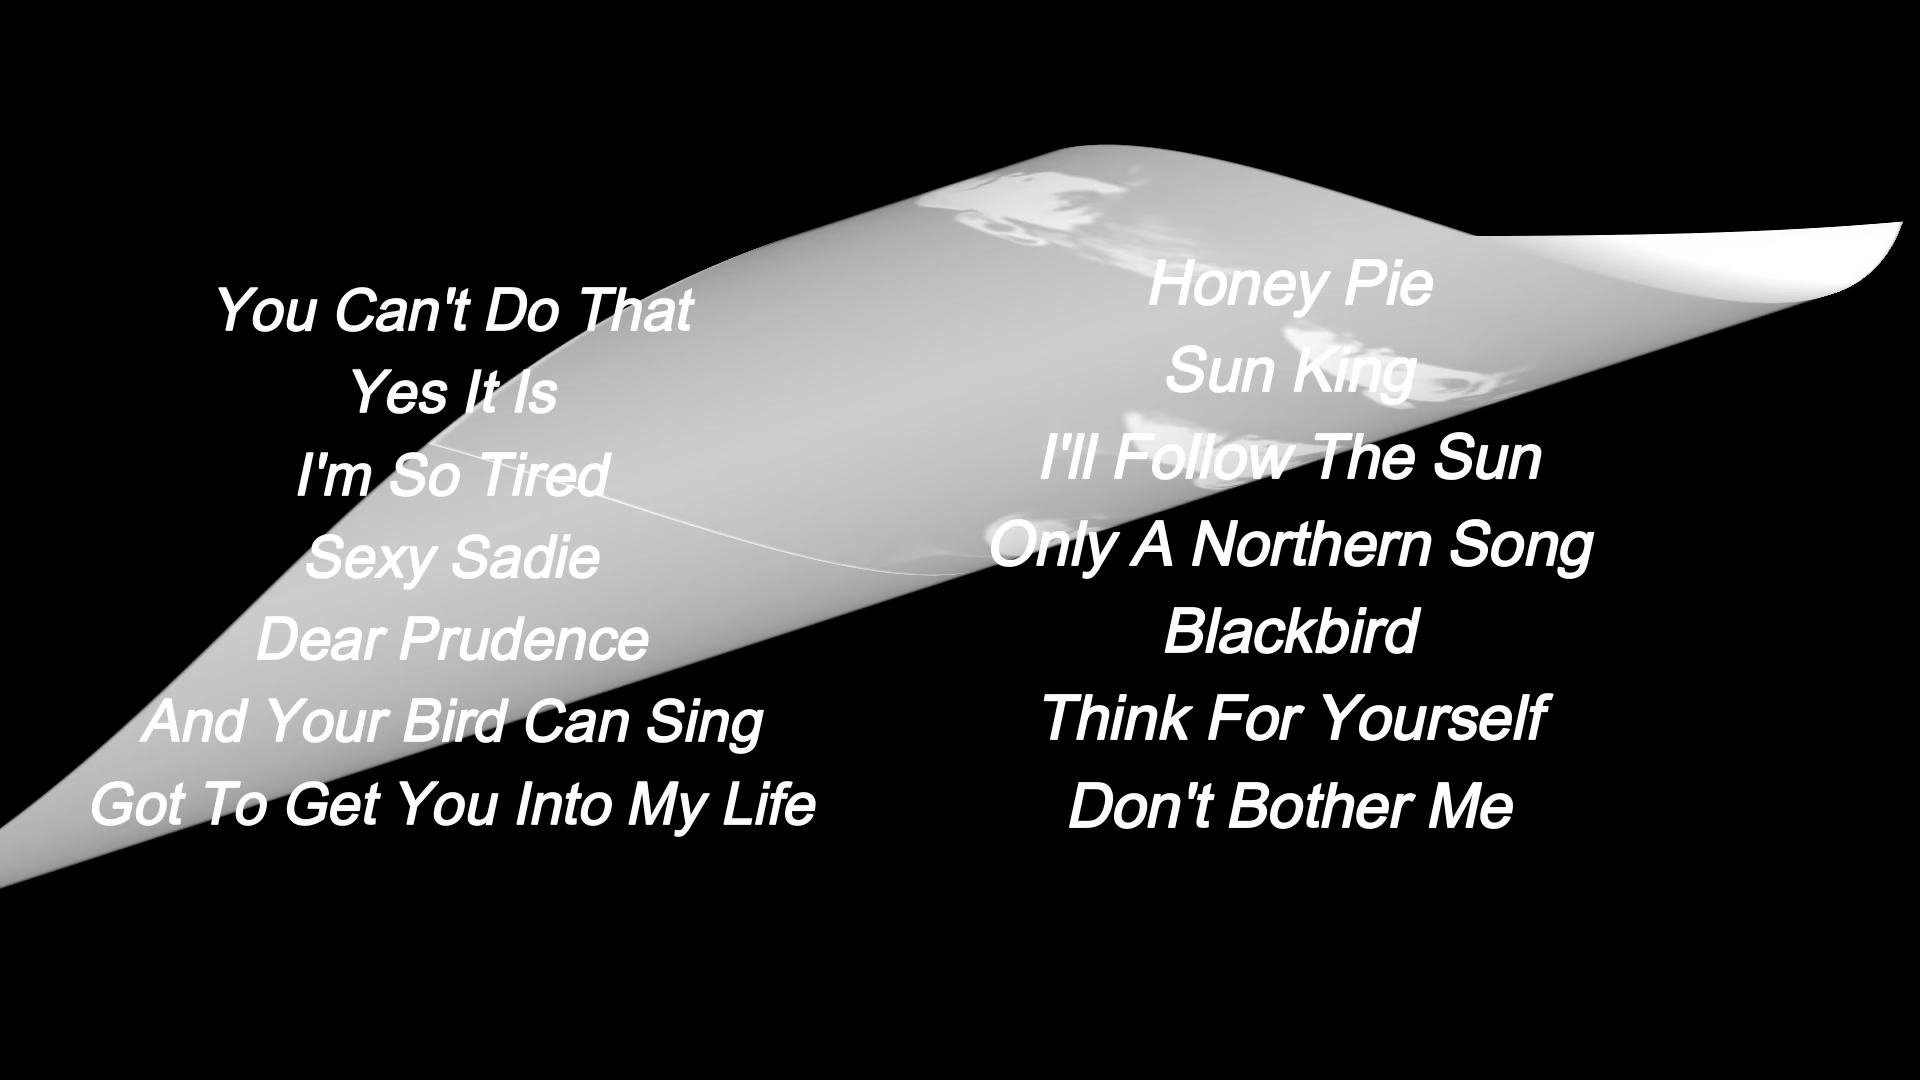 You Can't Do That
Yes It Is
I'm So Tired
Sexy Sadie
Dear Prudence
And Your Bird Can Sing
Got To Get You Into My Life
Honey Pie
Sun King
I'll Follow The Sun
Only A Northern Song
Blackbird
Think For Yourself
Don't Bother Me